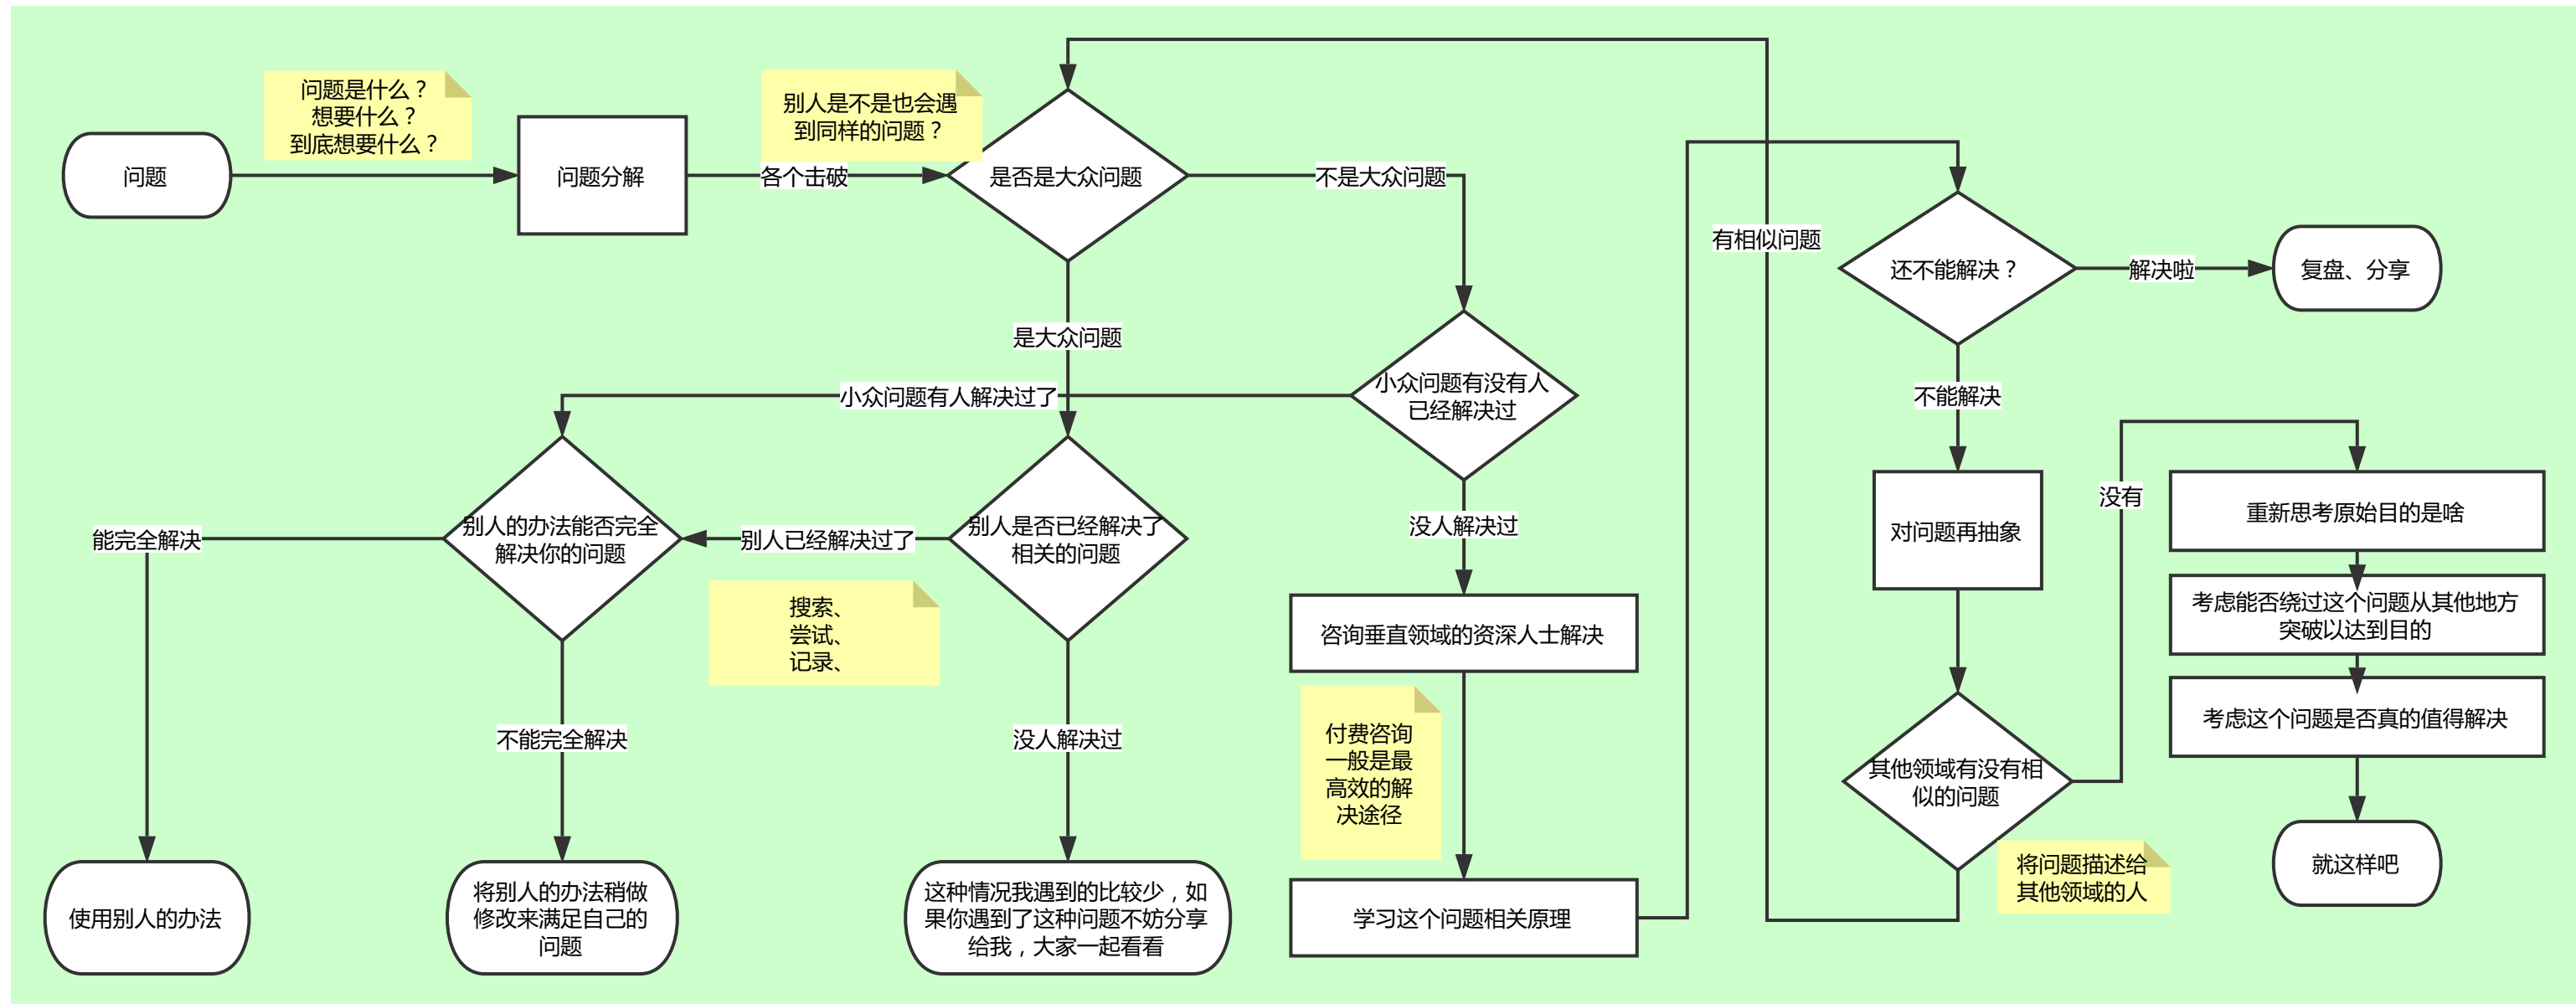 问题是什么？
想要什么？
到底想要什么？
问题
问题分解
别人是不是也会遇
到同样的问题？
各个击破
是否是大众问题
不是大众问题
是大众问题
小众问题有没有人
已经解决过
小众问题有人解决过了
别人的办法能否完全
解决你的问题
能完全解决
别人已经解决过了
别人是否已经解决了
相关的问题
搜索、
尝试、
记录、
不能完全解决
没人解决过
使用别人的办法
将别人的办法稍做
修改来满足自己的
问题
这种情况我遇到的比较少，如
果你遇到了这种问题不妨分享
给我，大家一起看看
没人解决过
咨询垂直领域的资深人士解决
付费咨询
一般是最
高效的解
决途径
学习这个问题相关原理
有相似问题
还不能解决？
解决啦
复盘、分享
不能解决
对问题再抽象
其他领域有没有相
似的问题
将问题描述给
其他领域的人
没有
重新思考原始目的是啥
考虑能否绕过这个问题从其他地方
突破以达到目的
考虑这个问题是否真的值得解决
就这样吧